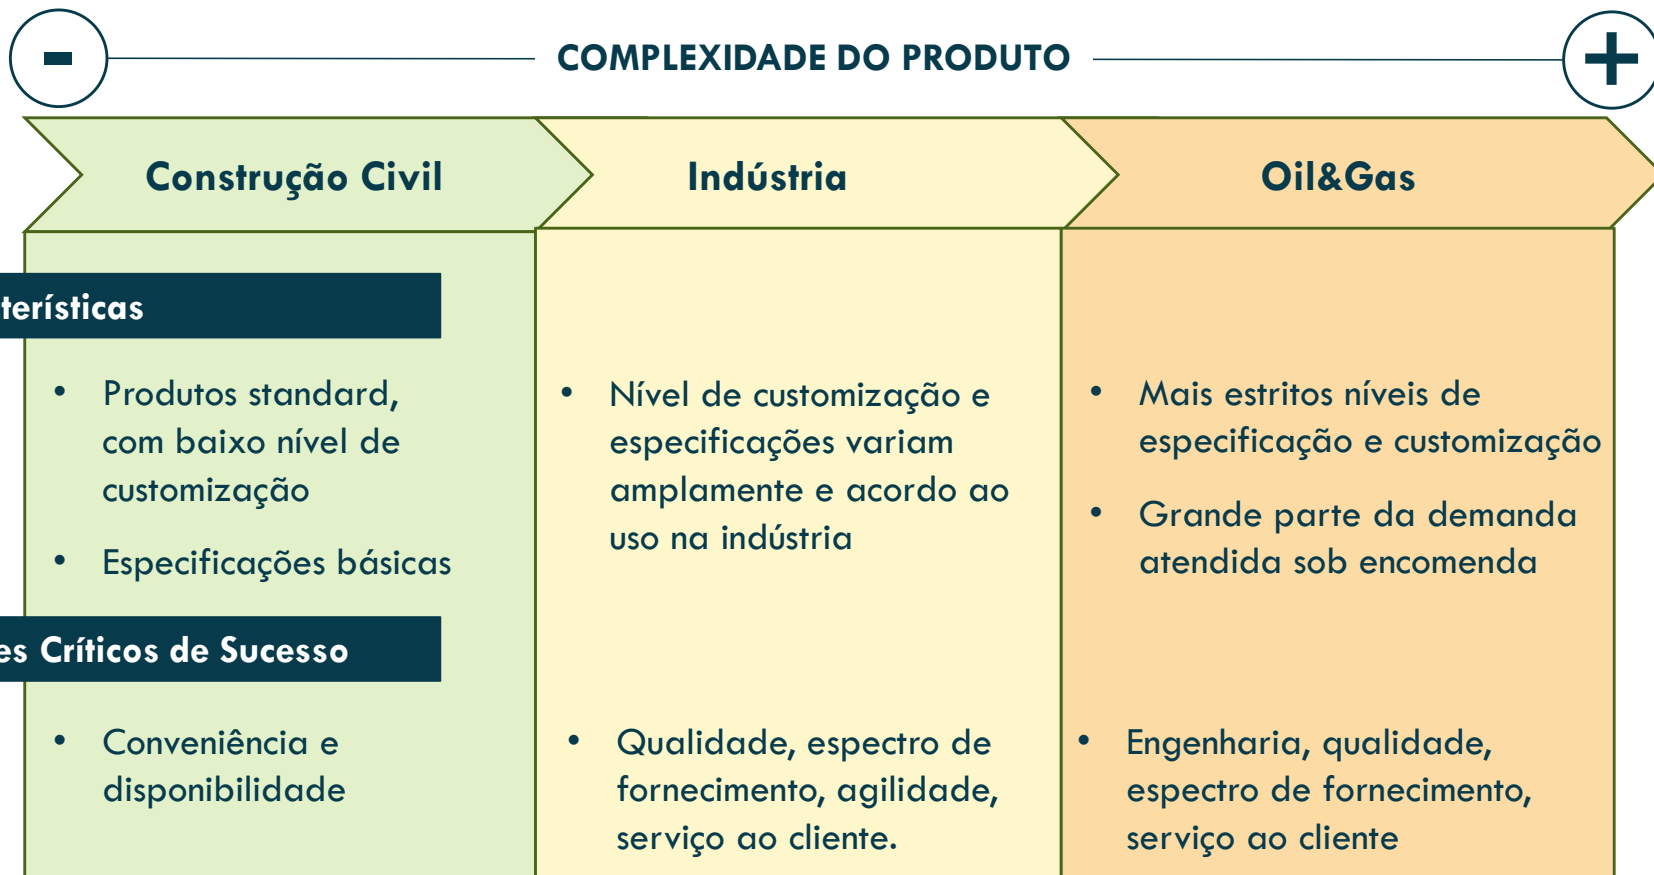 -
COMPLEXIDADE DO PRODUTO
+
Construção Civil
Indústria
Oil&Gas
terísticas
• Produtos standard,
com baixo nível de
customização
• Especificações básicas
• Nível de customização e
especificações variam
amplamente e acordo ao
uso na indústria
• Mais estritos níveis de
especificação e customização
• Grande parte da demanda
atendida sob encomenda
es Críticos de Sucesso
• Conveniência e
disponibilidade
• Qualidade, espectro de
fornecimento, agilidade,
serviço ao cliente.
• Engenharia, qualidade,
espectro de fornecimento,
serviço ao cliente